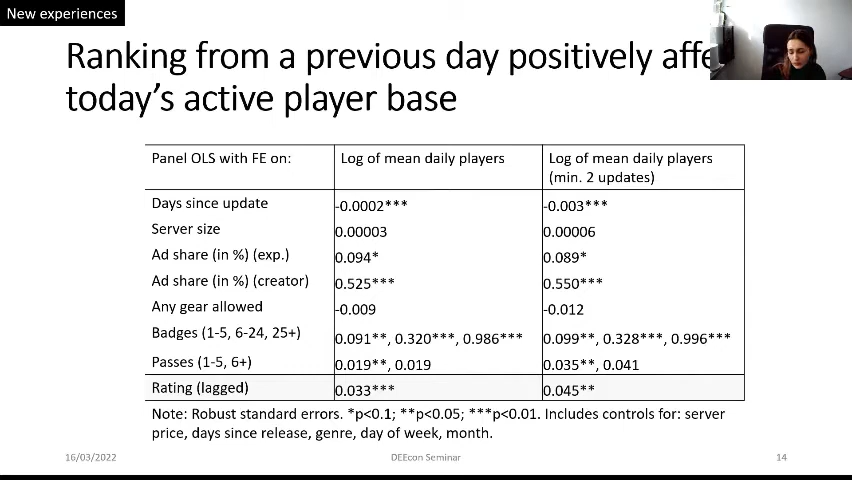 New experiences
Ranking from a previous day positively
today's active player base
Panel OLS with FE on:
Log of mean daily players
Log of mean daily players
(min. 2 updates)
Days since update
-0.0002***
-0.003***
Server size
0.00003
0.00006
Ad share (in %) (exp.)
0.094*
0.089*
Ad share (in %) (creator)
0.525***
0.550***
Any gear allowed
-0.009
-0.012
Badges (1-5, 6-24, 25+)
0.091**, 0.320***, 0.986***
0.099**, 0.328***, 0.996***
Passes (1-5, 6+)
0.019**, 0.019
0.035**, 0.041
Rating (lagged)
0.033***
0.045**
Note: Robust standard errors. *p<0.1; **p<0.05; ***p<0.01. Includes controls for: server
price, days since release, genre, day of week, month.
16/03/2022
DEEcon Seminar
14